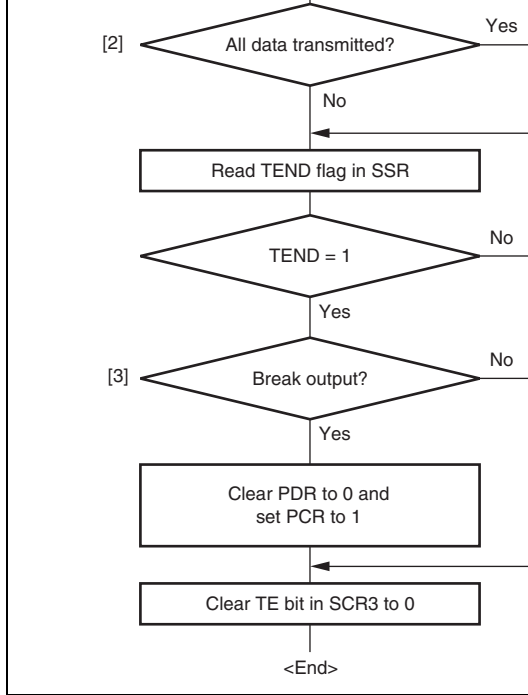 Yes
[2]
All data transmitted?
No
Read TEND flag in SSR
No
TEND = 1
Yes
No
[3]
Break output?
Yes
Clear PDR to 0 and
set PCR to 1
Clear TE bit in SCR3 to 0
<End>